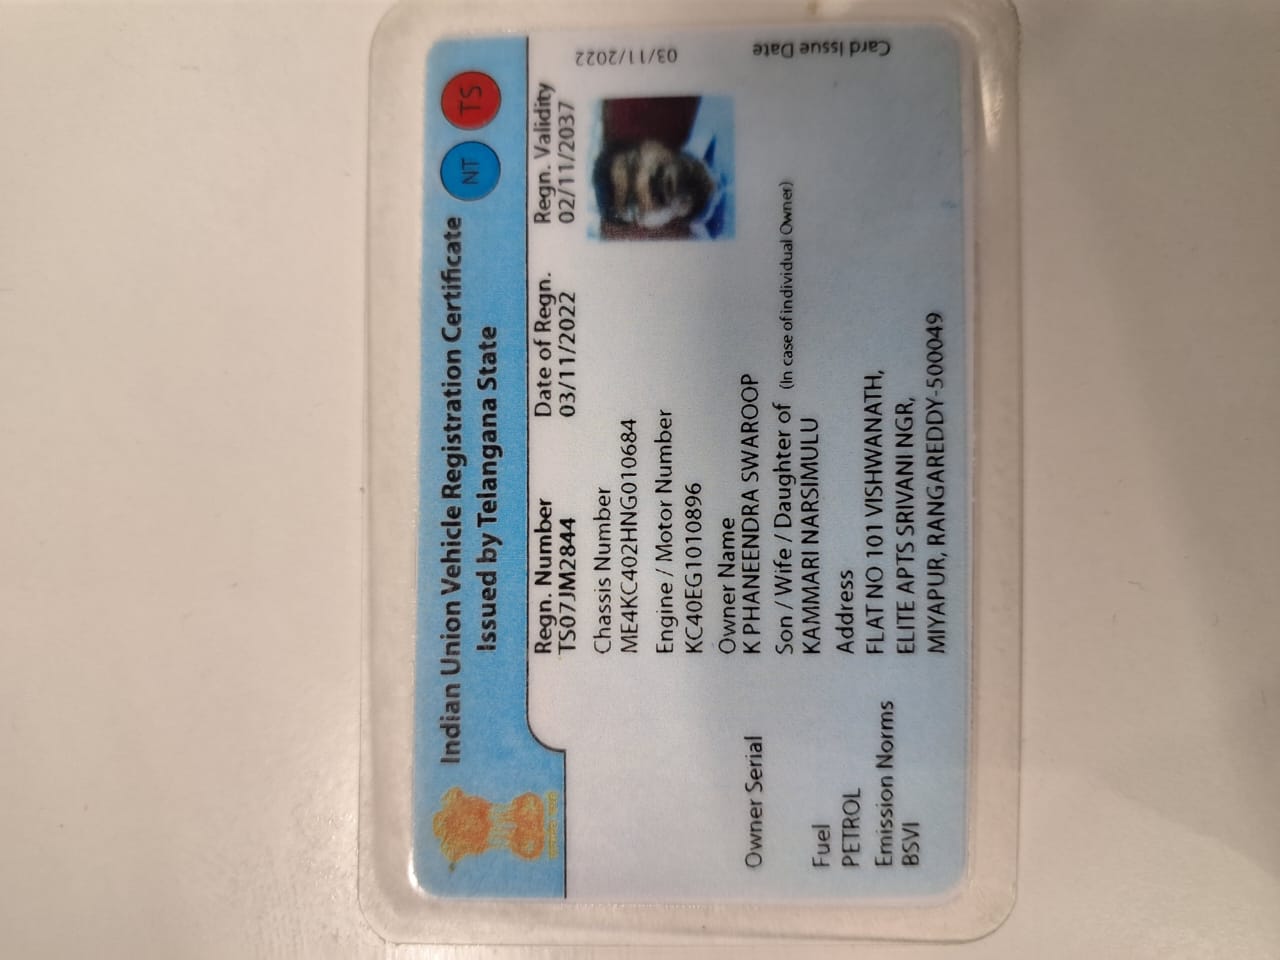 Indian Union Vehicle Registration Certificate
Issued by Telangana State
NT
TS
Regn. Number
TS07JM2844
Date of Regn.
03/11/2022
Regn. Validity
02/11/2037
Chassis Number
ME4KC402HNG010684
Engine / Motor Number
KC40EG1010896
Owner Name
K PHANEENDRA SWAROOP
Owner Serial
Son / Wife / Daughter of (In case of individual Owner)
KAMMARI NARSIMULU
Fuel
PETROL
Emission Norms
BSVI
Address
FLAT NO 101 VISHWANATH,
ELITE APTS SRIVANI NGR,
MIYAPUR, RANGAREDDY-500049
Card Issue Date 03/11/2022